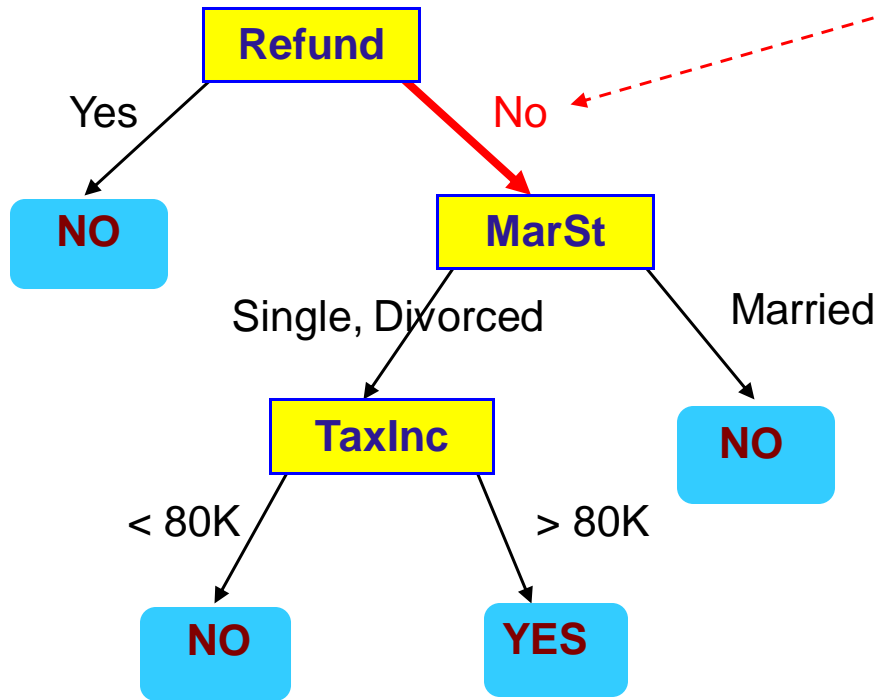 Refund
Yes
No
NO
MarSt
Single, Divorced
Married
TaxInc
NO
< 80K
> 80K
NO
YES